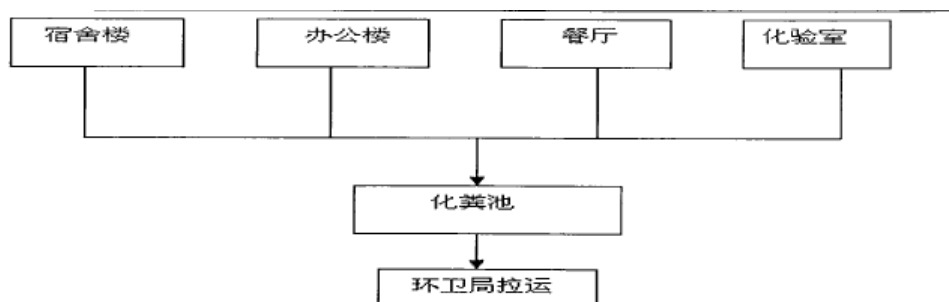 宿舍楼
办公楼
餐厅
化验室
化粪池
环卫局拉运